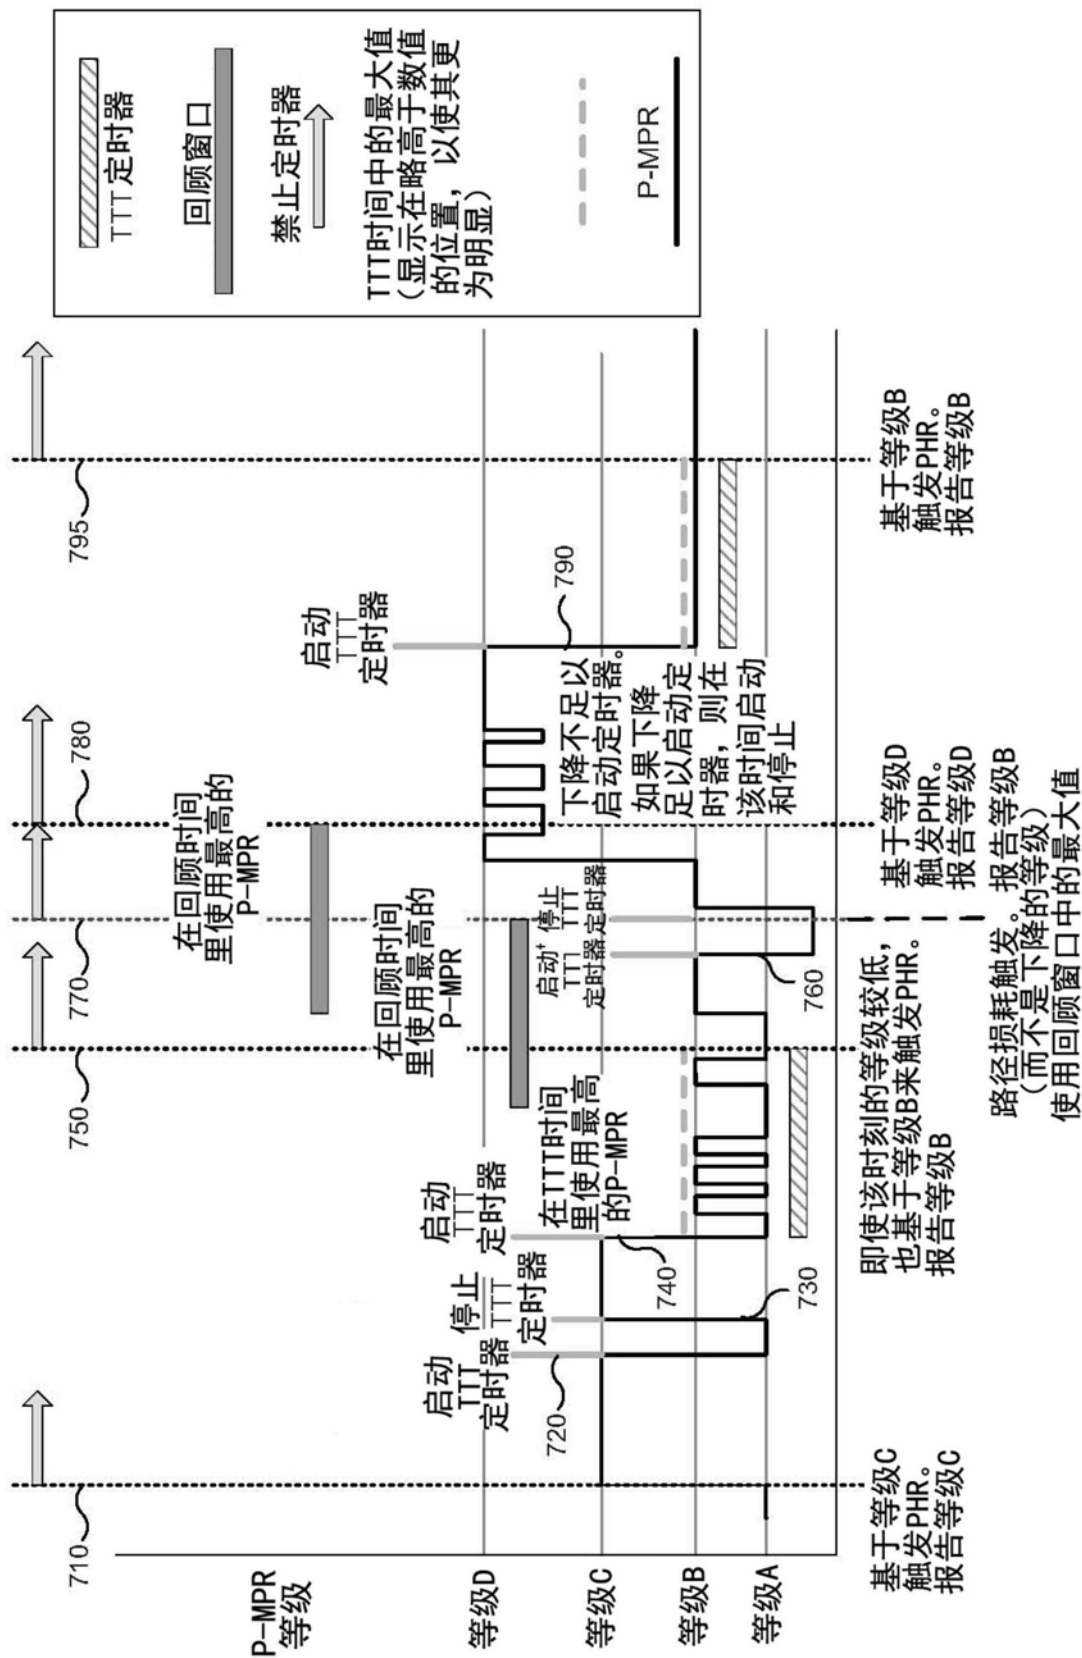 P-MPR
等级
等级D
等级C
等级B
等级A
710
基于等级C
触发PHR。
报告等级C
启动
TTT
定时器
720
停止
TTT
定时器
730
启动
TTT
定时器
740
在TTT时间
里使用最高
的P-MPR
750
即使该时刻的等级较低，
也基于等级B来触发PHR。
报告等级B
在回顾时间
里使用最高的
P-MPR
启动
TTT
定时器
760
停止
TTT
定时器
770
路径损耗触发。报告等级B
（而不是下降的等级）
使用回顾窗口中的最大值
在回顾时间
里使用最高的
P-MPR
780
基于等级D
触发PHR。
报告等级D
下降不足以
启动定时器。
如果下降
足以启动定
时器，则在
该时间启动
和停止
启动
TTT
定时器
790
795
基于等级B
触发PHR。
报告等级B
TTT定时器
回顾窗口
禁止定时器
TTT时间中的最大值
（显示在略高于数值
的位置，以使其更
为明显）
P-MPR